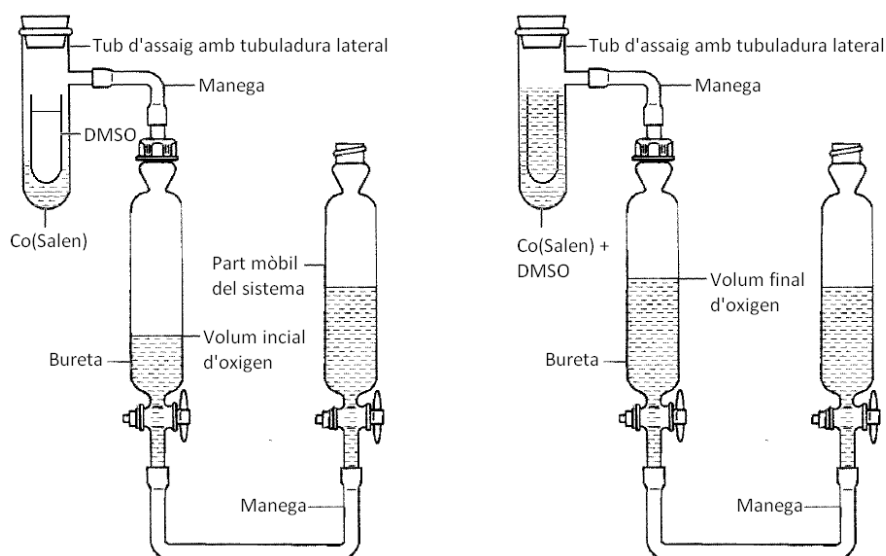 Tub d'assaig amb tubuladura lateral
Manega
DMSO
Co(Salen)
Part mòbil
del sistema
Volum incial
d'oxigen
Bureta
Manega
Tub d'assaig amb tubuladura lateral
Manega
Co(Salen) +
DMSO
Volum final
d'oxigen
Bureta
Manega